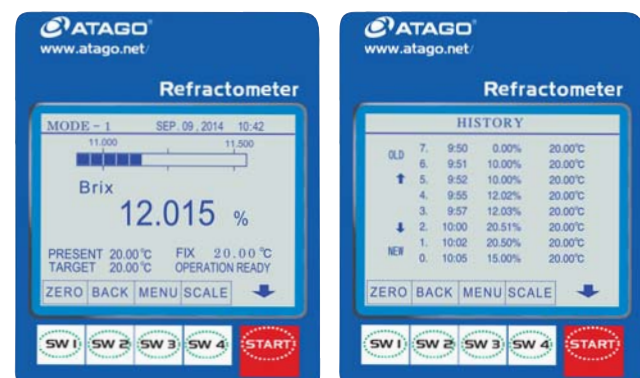 ATAGO®
www.atago.net/
Refractometer
MODE - 1 SEP. 09, 2014 10:42
11.000 11.500
Brix
12.015 %
PRESENT 20.00°C FIX 20.00°C
TARGET 20.00°C OPERATION READY
ZERO BACK MENU SCALE
SW 1 SW 2 SW 3 SW 4 START
ATAGO®
www.atago.net/
Refractometer
HISTORY
OLD 7. 9:50 0.00% 20.00°C
6. 9:51 10.00% 20.00°C
5. 9:52 10.00% 20.00°C
4. 9:55 12.02% 20.00°C
3. 9:57 12.03% 20.00°C
2. 10:00 20.51% 20.00°C
NEW 1. 10:02 20.50% 20.00°C
0. 10:05 15.00% 20.00°C
ZERO BACK MENU SCALE
SW 1 SW 2 SW 3 SW 4 START